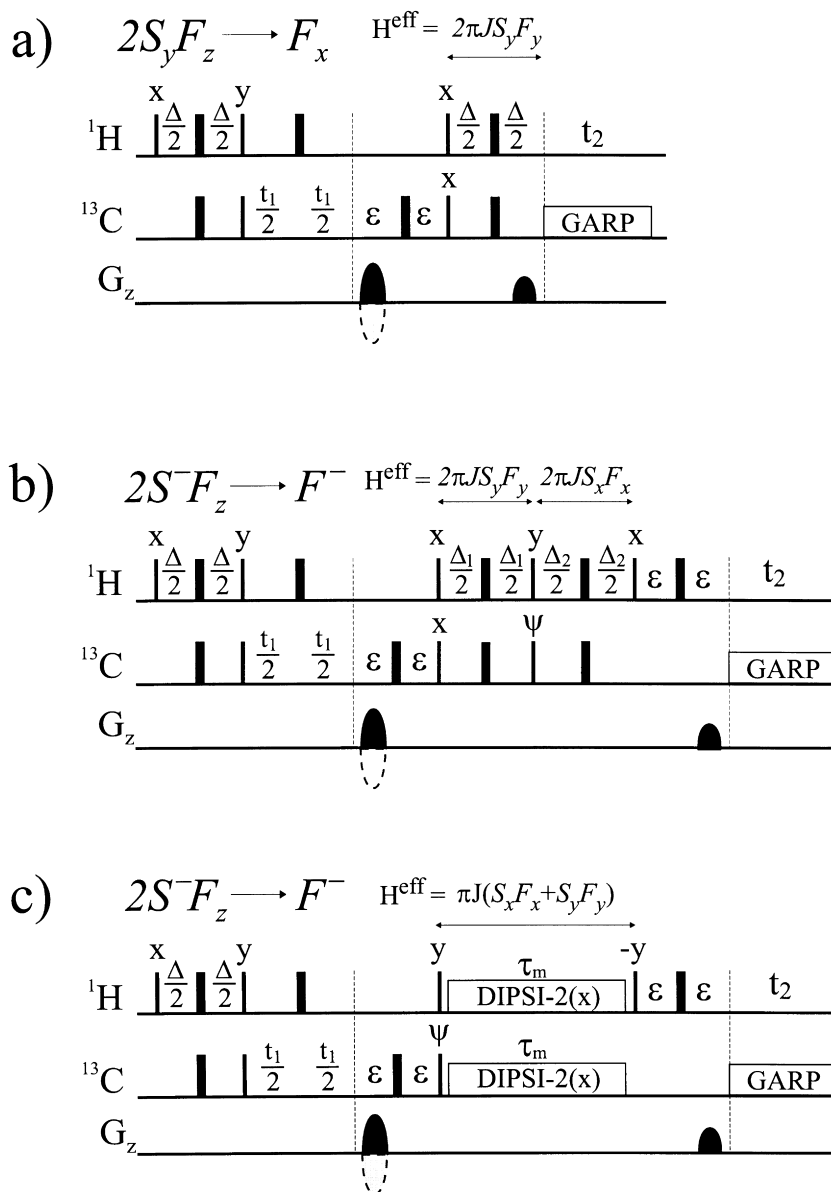 a) 2S_yF_z → F_x H^eff = 2πJS_yF_y
x Δ/2 Δ/2 y x Δ/2 Δ/2
¹H t₂
x
¹³C t₁/2 t₁/2 ε ε GARP
G_z
b) 2S⁻F_z → F⁻ H^eff = 2πJS_yF_y 2πJS_xF_x
x Δ/2 Δ/2 y x Δ₁/2 Δ₁/2 y Δ₂/2 Δ₂/2 x
¹H ε ε t₂
x ψ
¹³C t₁/2 t₁/2 ε ε GARP
G_z
c) 2S⁻F_z → F⁻ H^eff = πJ(S_xF_x+S_yF_y)
x Δ/2 Δ/2 y y τ_m -y
¹H DIPSI-2(x) ε ε t₂
ψ τ_m
¹³C t₁/2 t₁/2 ε ε DIPSI-2(x) GARP
G_z